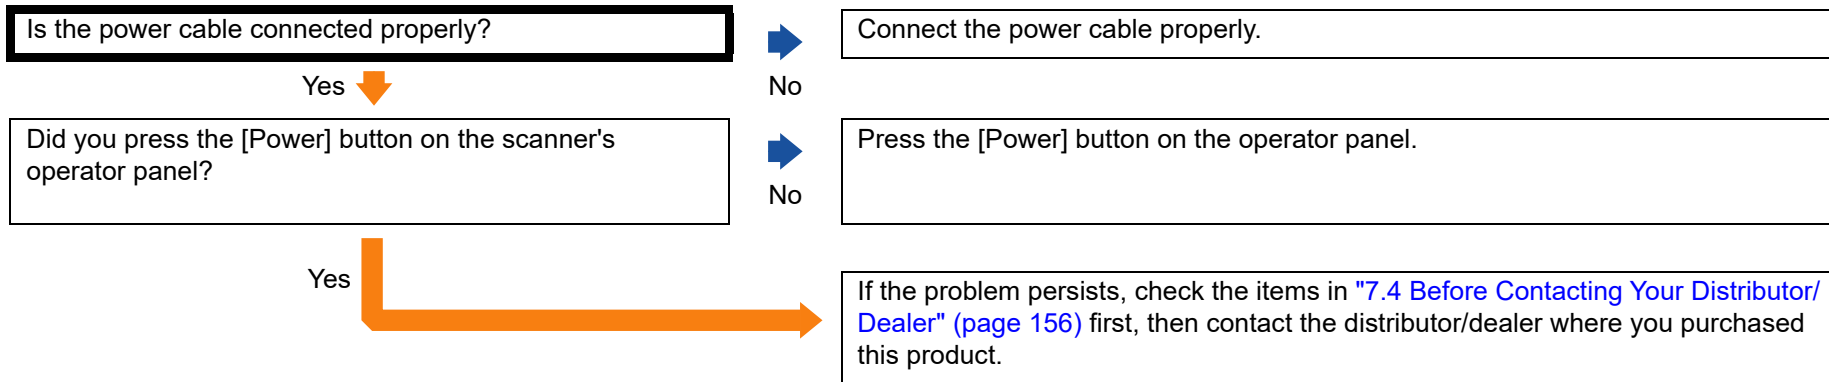 Is the power cable connected properly?
Connect the power cable properly.
Yes
No
Did you press the [Power] button on the scanner's
operator panel?
Press the [Power] button on the operator panel.
No
Yes
If the problem persists, check the items in "7.4 Before Contacting Your Distributor/
Dealer" (page 156) first, then contact the distributor/dealer where you purchased
this product.